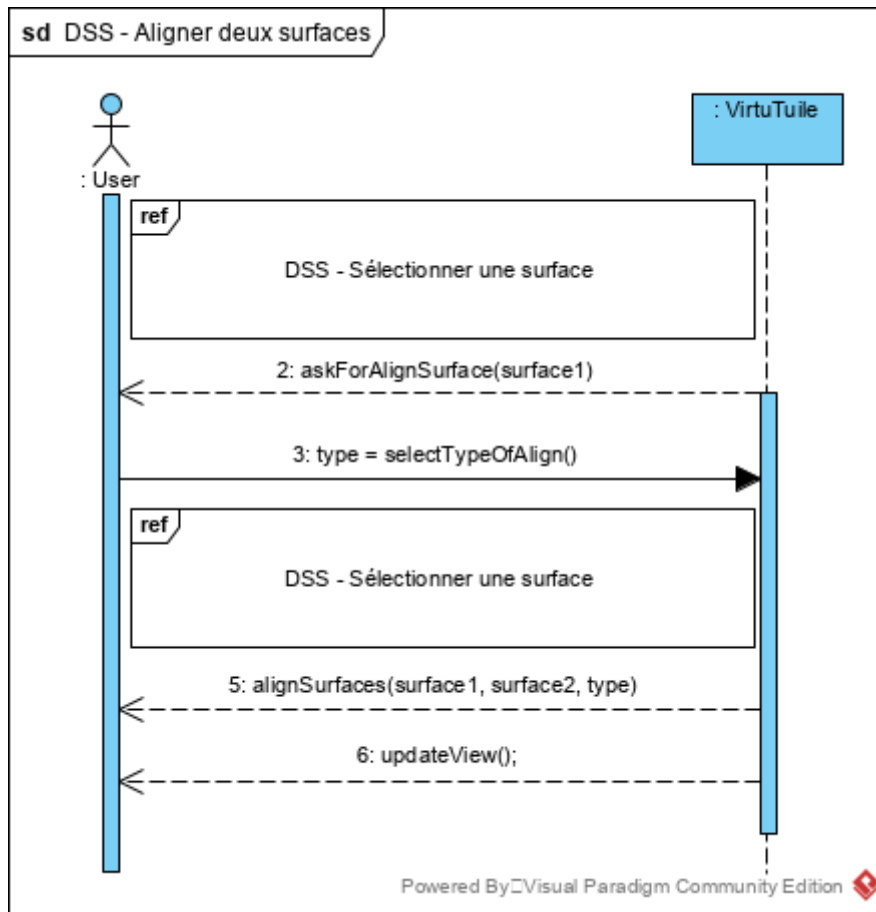 sd DSS - Aligner deux surfaces
: User
: VirtuTuile
ref
DSS - Sélectionner une surface
2: askForAlignSurface(surface1)
3: type = selectTypeOfAlign()
ref
DSS - Sélectionner une surface
5: alignSurfaces(surface1, surface2, type)
6: updateView();
Powered By□Visual Paradigm Community Edition